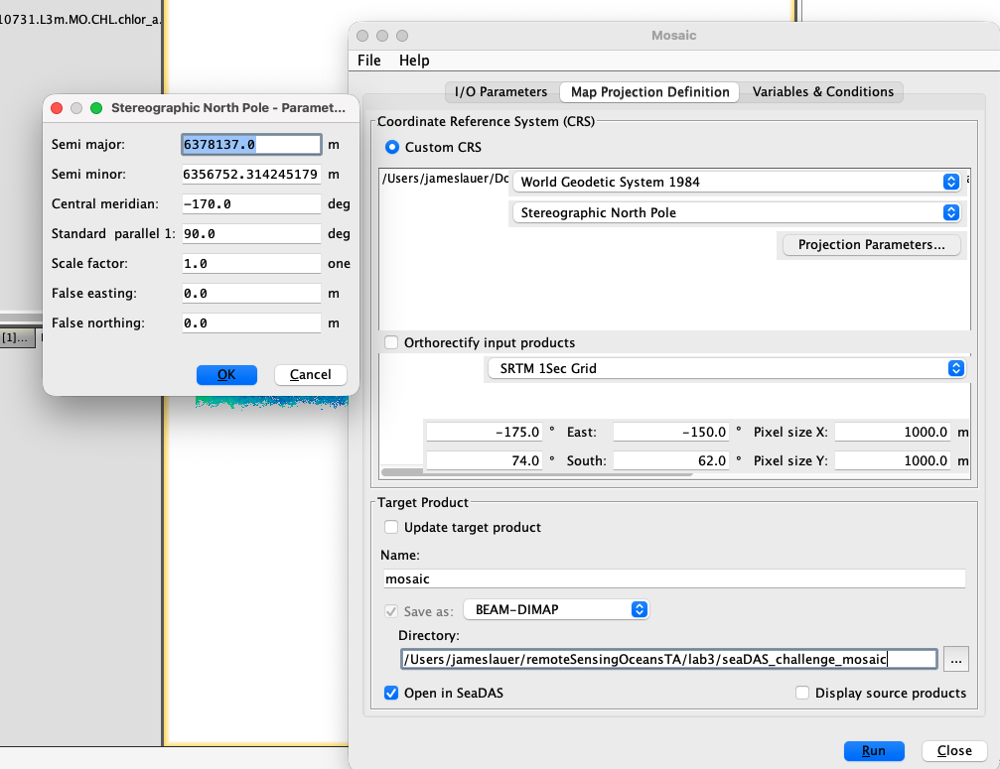 10731.L3m.MO.CHL.chlor_a.
Mosaic
File Help
I/O Parameters Map Projection Definition Variables & Conditions
Stereographic North Pole - Paramet...
Semi major: 6378137.0 m
Semi minor: 6356752.314245179 m
Central meridian: -170.0 deg
Standard parallel 1: 90.0 deg
Scale factor: 1.0 one
False easting: 0.0 m
False northing: 0.0 m
OK Cancel
[1]...
Coordinate Reference System (CRS)
Custom CRS
/Users/jameslauer/Do
World Geodetic System 1984
Stereographic North Pole
Projection Parameters...
Orthorectify input products
SRTM 1Sec Grid
-175.0 ° East: -150.0 ° Pixel size X: 1000.0 m
74.0 ° South: 62.0 ° Pixel size Y: 1000.0 m
Target Product
Update target product
Name:
mosaic
Save as: BEAM-DIMAP
Directory:
/Users/jameslauer/remoteSensingOceansTA/lab3/seaDAS_challenge_mosaic
...
Open in SeaDAS Display source products
Run Close